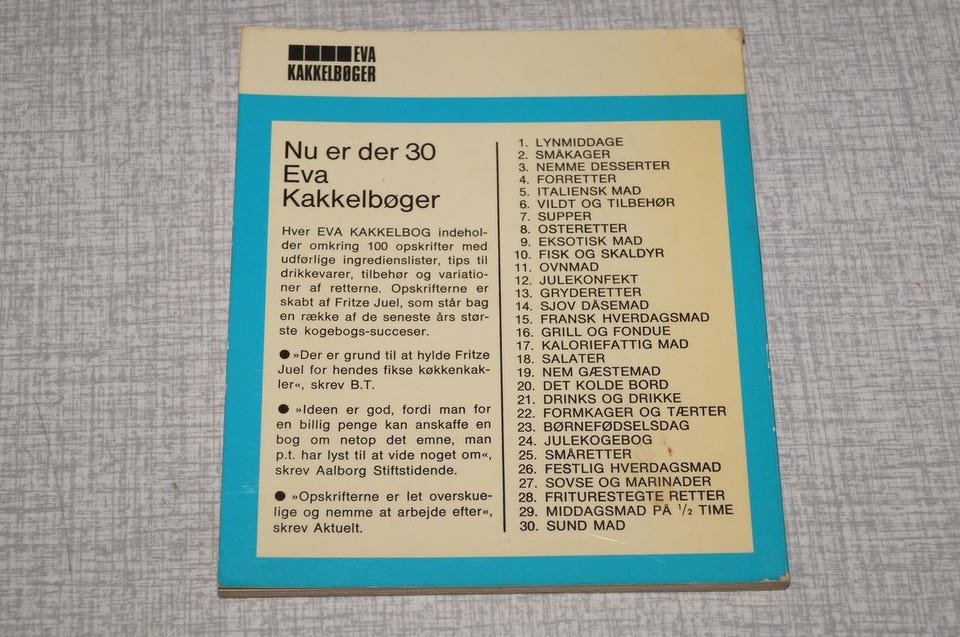 EVA
KAKKELBØGER
Nu er der 30
Eva
Kakkelbøger
Hver EVA KAKKELBOG indehol-
der omkring 100 opskrifter med
udførlige ingredienslister, tips til
drikkevarer, tilbehør og variatio-
ner af retterne. Opskrifterne er
skabt af Fritze Juel, som står bag
en række af de seneste års stør-
ste kogebogs-succeser.
● »Der er grund til at hylde Fritze
Juel for hendes fikse køkkenkak-
ler«, skrev B.T.
● »Ideen er god, fordi man for
en billig penge kan anskaffe en
bog om netop det emne, man
p.t. har lyst til at vide noget om«,
skrev Aalborg Stiftstidende.
● »Opskrifterne er let overskue-
lige og nemme at arbejde efter«,
skrev Aktuelt.
1. LYNMIDDAGE
2. SMÅKAGER
3. NEMME DESSERTER
4. FORRETTER
5. ITALIENSK MAD
6. VILDT OG TILBEHØR
7. SUPPER
8. OSTERETTER
9. EKSOTISK MAD
10. FISK OG SKALDYR
11. OVNMAD
12. JULEKONFEKT
13. GRYDERETTER
14. SJOV DÅSEMAD
15. FRANSK HVERDAGSMAD
16. GRILL OG FONDUE
17. KALORIEFATTIG MAD
18. SALATER
19. NEM GÆSTEMAD
20. DET KOLDE BORD
21. DRINKS OG DRIKKE
22. FORMKAGER OG TÆRTER
23. BØRNEFØDSELSDAG
24. JULEKOGEBOG
25. SMÅRETTER
26. FESTLIG HVERDAGSMAD
27. SOVSE OG MARINADER
28. FRITURESTEGTE RETTER
29. MIDDAGSMAD PÅ 1/2 TIME
30. SUND MAD